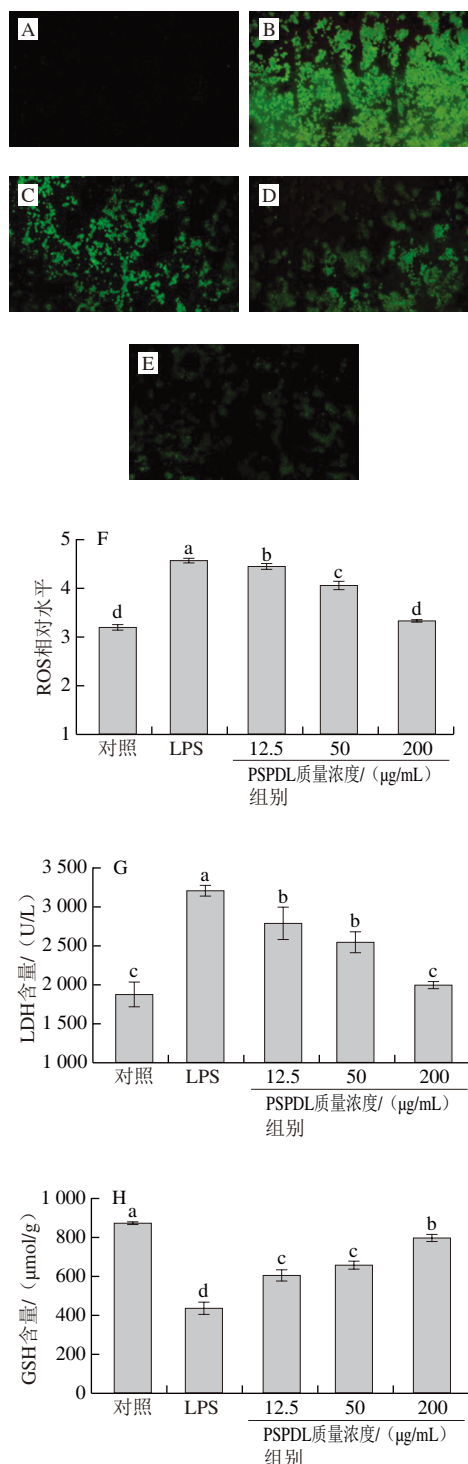 A
B
C
D
E
F
ROS相对水平
5
4
3
2
1
d
a
b
c
d
对照
LPS
12.5
50
200
PSPDL质量浓度/（μg/mL）
组别
G
LDH含量/（U/L）
3 500
3 000
2 500
2 000
1 500
1 000
c
a
b
b
c
对照
LPS
12.5
50
200
PSPDL质量浓度/（μg/mL）
组别
H
GSH含量/（μmol/g）
1 000
800
600
400
200
0
a
d
c
c
b
对照
LPS
12.5
50
200
PSPDL质量浓度/（μg/mL）
组别